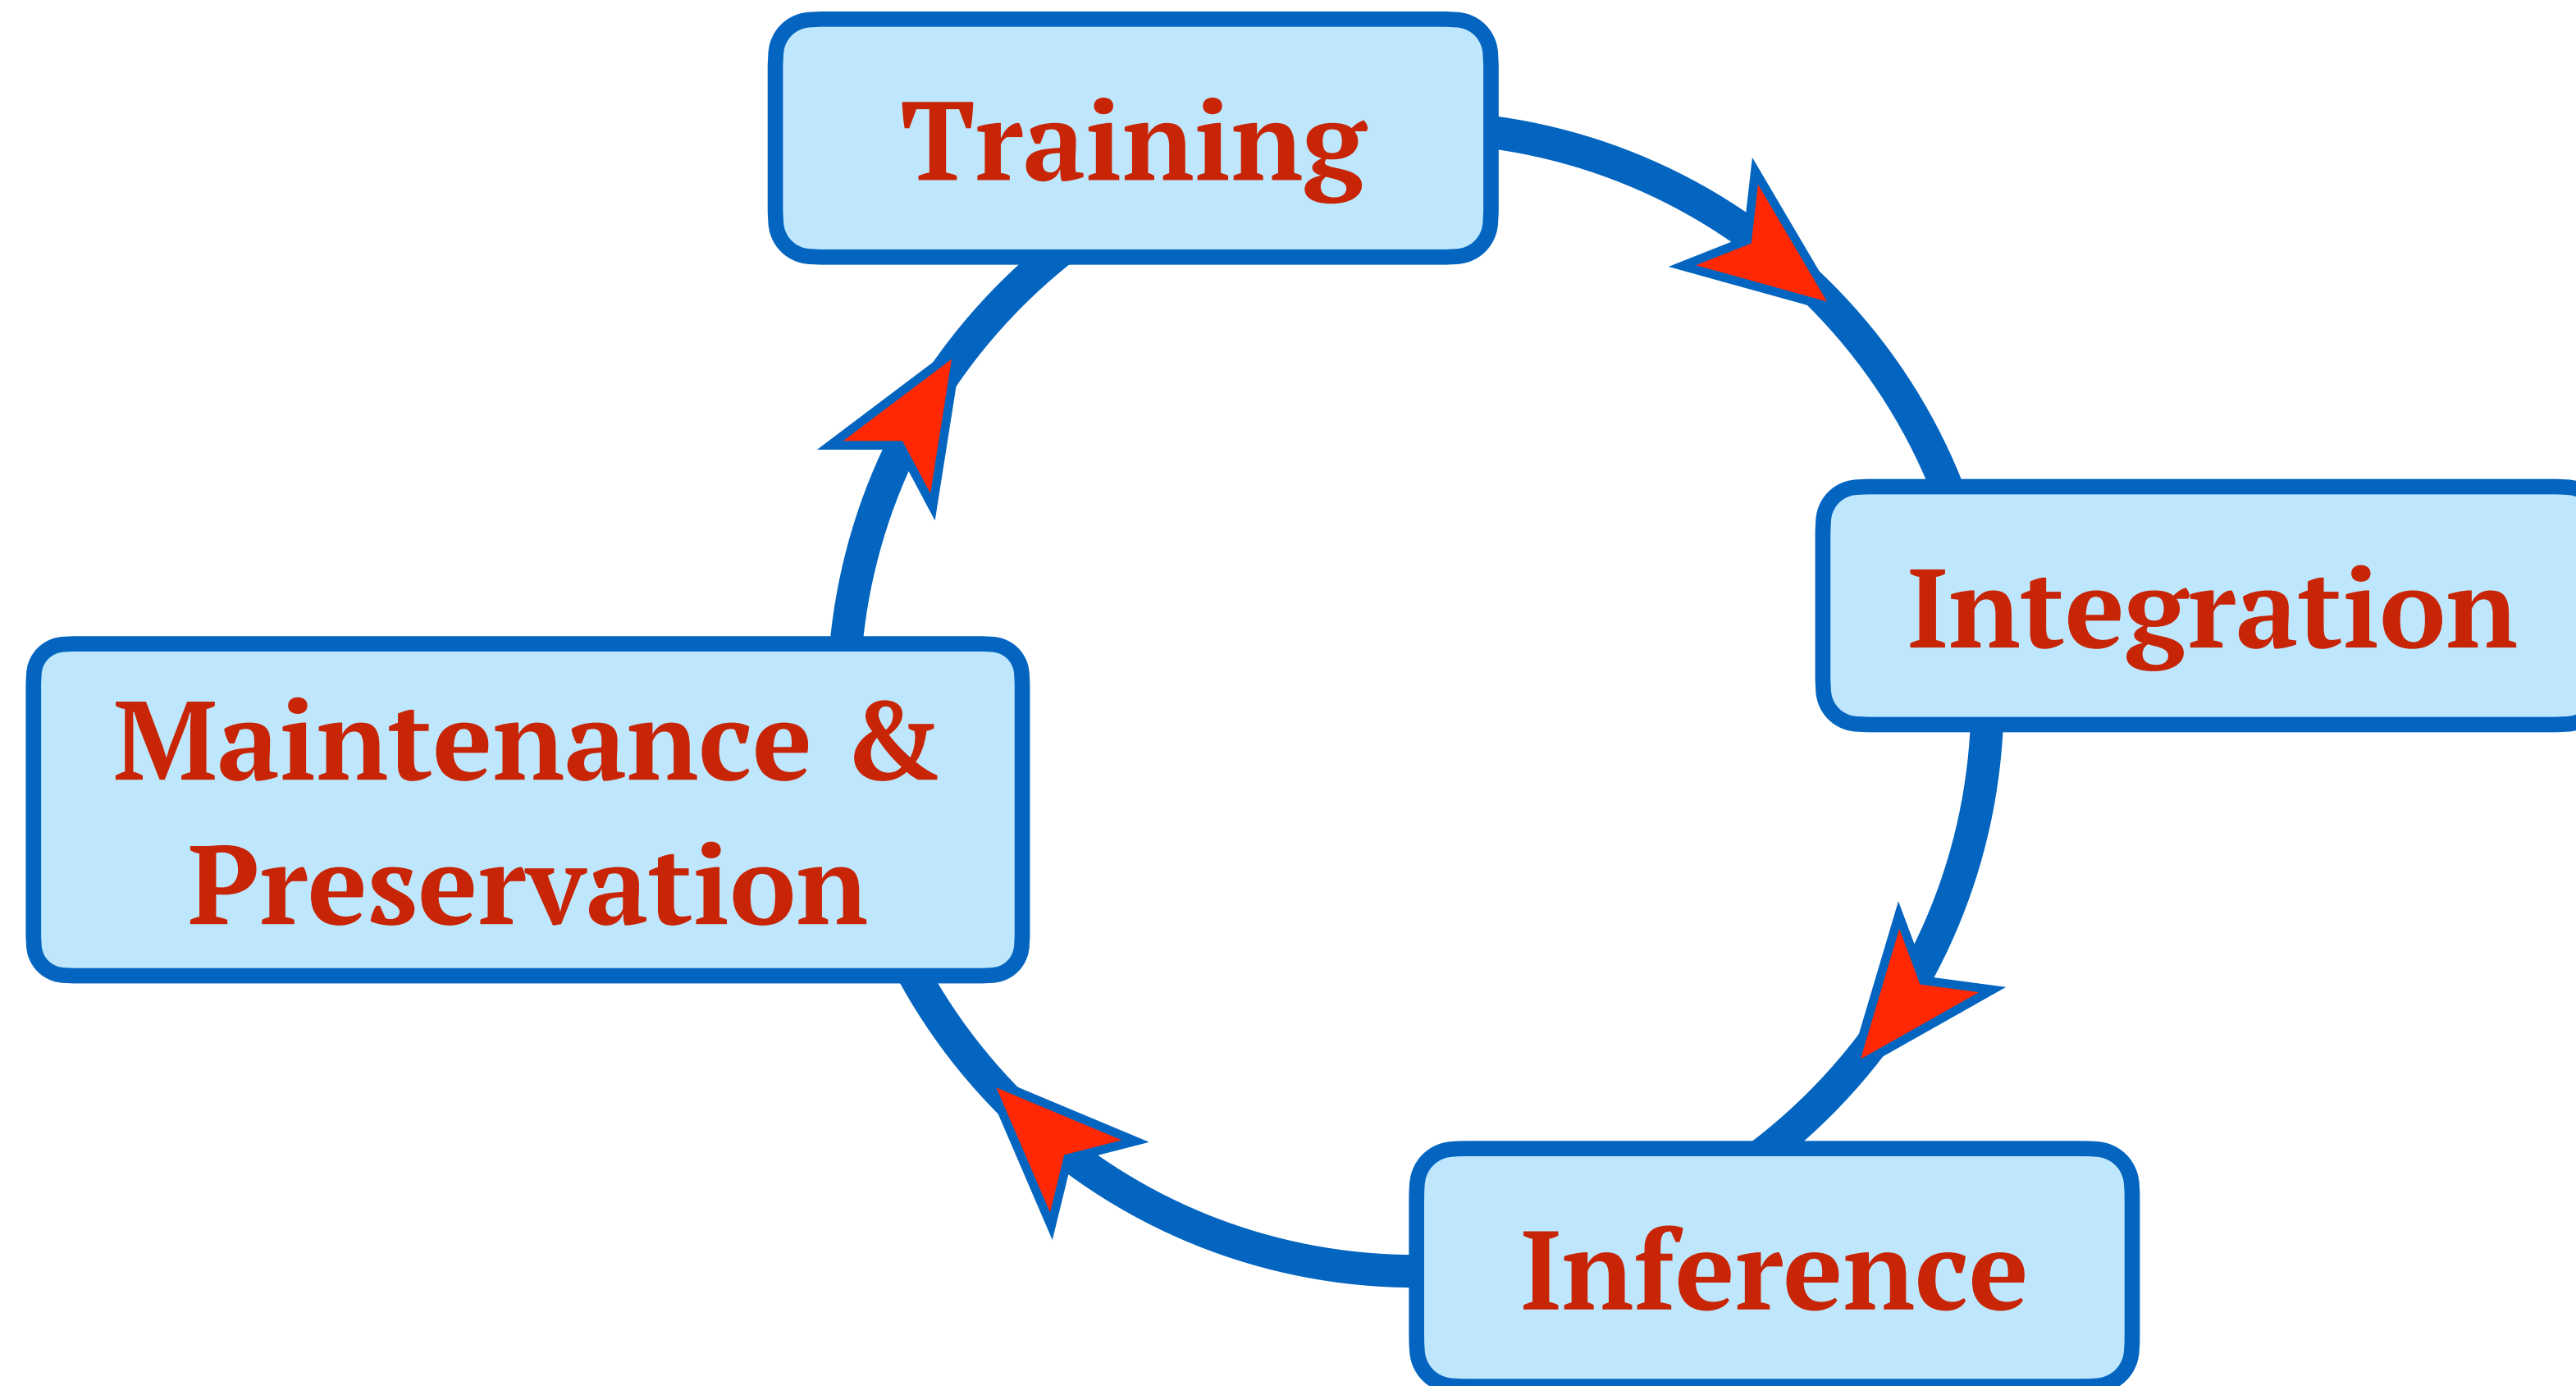 Training
Integration
Maintenance &
Preservation
Inference